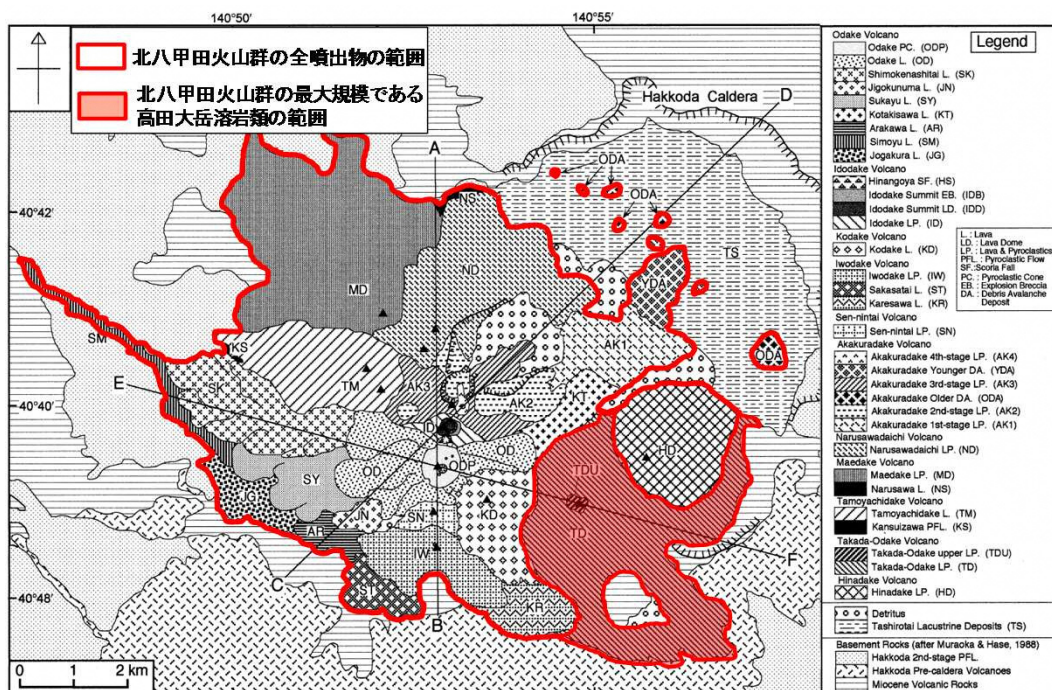 140°50′
140°55′
北八甲田火山群の全噴出物の範囲
北八甲田火山群の最大規模である
高田大岳溶岩類の範囲
Hakkoda Caldera
A
D
ODA
ODA
NS
40°42′
TS
ND
MD
YDA
SM
KS
AK1
ODA
E
SK
TM
AK3
AK2
KT
40°40′
ID
HD
OD
ODP
OD
TDU
SY
JG
JN
SN
KD
TD
AR
IW
F
C
ST
KR
40°48′
B
0 1 2 km
Legend
Odake Volcano
Odake PC. (ODP)
Odake L. (OD)
Shimokenashitai L. (SK)
Jigokunuma L. (JN)
Sukayu L. (SY)
Kotakisawa L. (KT)
Arakawa L. (AR)
Simoyu L. (SM)
Jogakura L. (JG)
Idodake Volcano
Hinangoya SF. (HS)
Idodake Summit EB. (IDB)
Idodake Summit LD. (IDD)
Idodake LP. (ID)
Kodake Volcano
Kodake L. (KD)
Iwodake Volcano
Iwodake LP. (IW)
Sakasatai L. (ST)
Karesawa L. (KR)
Sen-nintai Volcano
Sen-nintai LP. (SN)
Akakuradake Volcano
Akakuradake 4th-stage LP. (AK4)
Akakuradake Younger DA. (YDA)
Akakuradake 3rd-stage LP. (AK3)
Akakuradake Older DA. (ODA)
Akakuradake 2nd-stage LP. (AK2)
Akakuradake 1st-stage LP. (AK1)
Narusawadaichi Volcano
Narusawadaichi LP. (ND)
Maedake Volcano
Maedake LP. (MD)
Narusawa L. (NS)
Tamoyachidake Volcano
Tamoyachidake L. (TM)
Kansuizawa PFL. (KS)
Takada-Odake Volcano
Takada-Odake upper LP. (TDU)
Takada-Odake LP. (TD)
Hinadake Volcano
Hinadake LP. (HD)
Detritus
Tashirotai Lacustrine Deposits (TS)
Basement Rocks (after Muraoka & Hase, 1988)
Hakkoda 2nd-stage PFL.
Hakkoda Pre-caldera Volcanoes
Miocene Volcanic Rocks
L. : Lava
LD. : Lava Dome
LP. : Lava & Pyroclastics
PFL. : Pyroclastic Flow
SF. :Scoria Fall
PC. : Pyroclastic Cone
EB. : Explosion Breccia
DA. : Debris Avalanche
Deposit